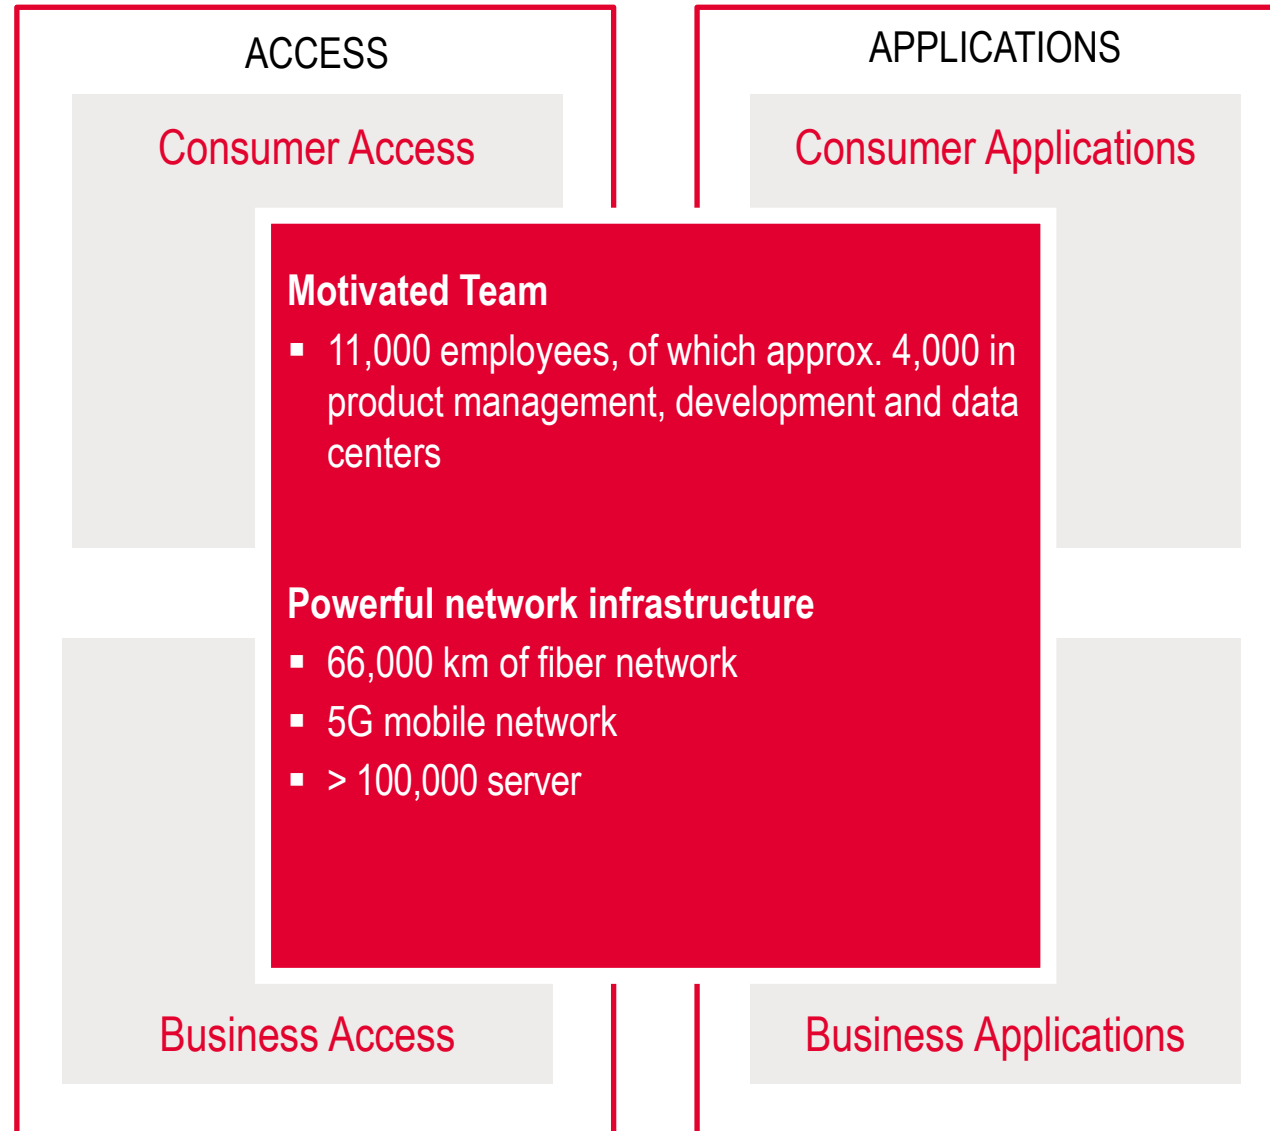 ACCESS
APPLICATIONS
Consumer Access
Consumer Applications
Motivated Team
▪ 11,000 employees, of which approx. 4,000 in
product management, development and data
centers
Powerful network infrastructure
▪ 66,000 km of fiber network
▪ 5G mobile network
▪ > 100,000 server
Business Access
Business Applications